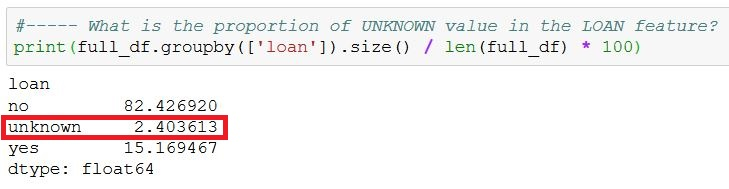 #----- What is the proportion of UNKNOWN value in the LOAN feature?
print(full_df.groupby(['loan']).size() / len(full_df) * 100)
loan
no 82.426920
unknown 2.403613
yes 15.169467
dtype: float64